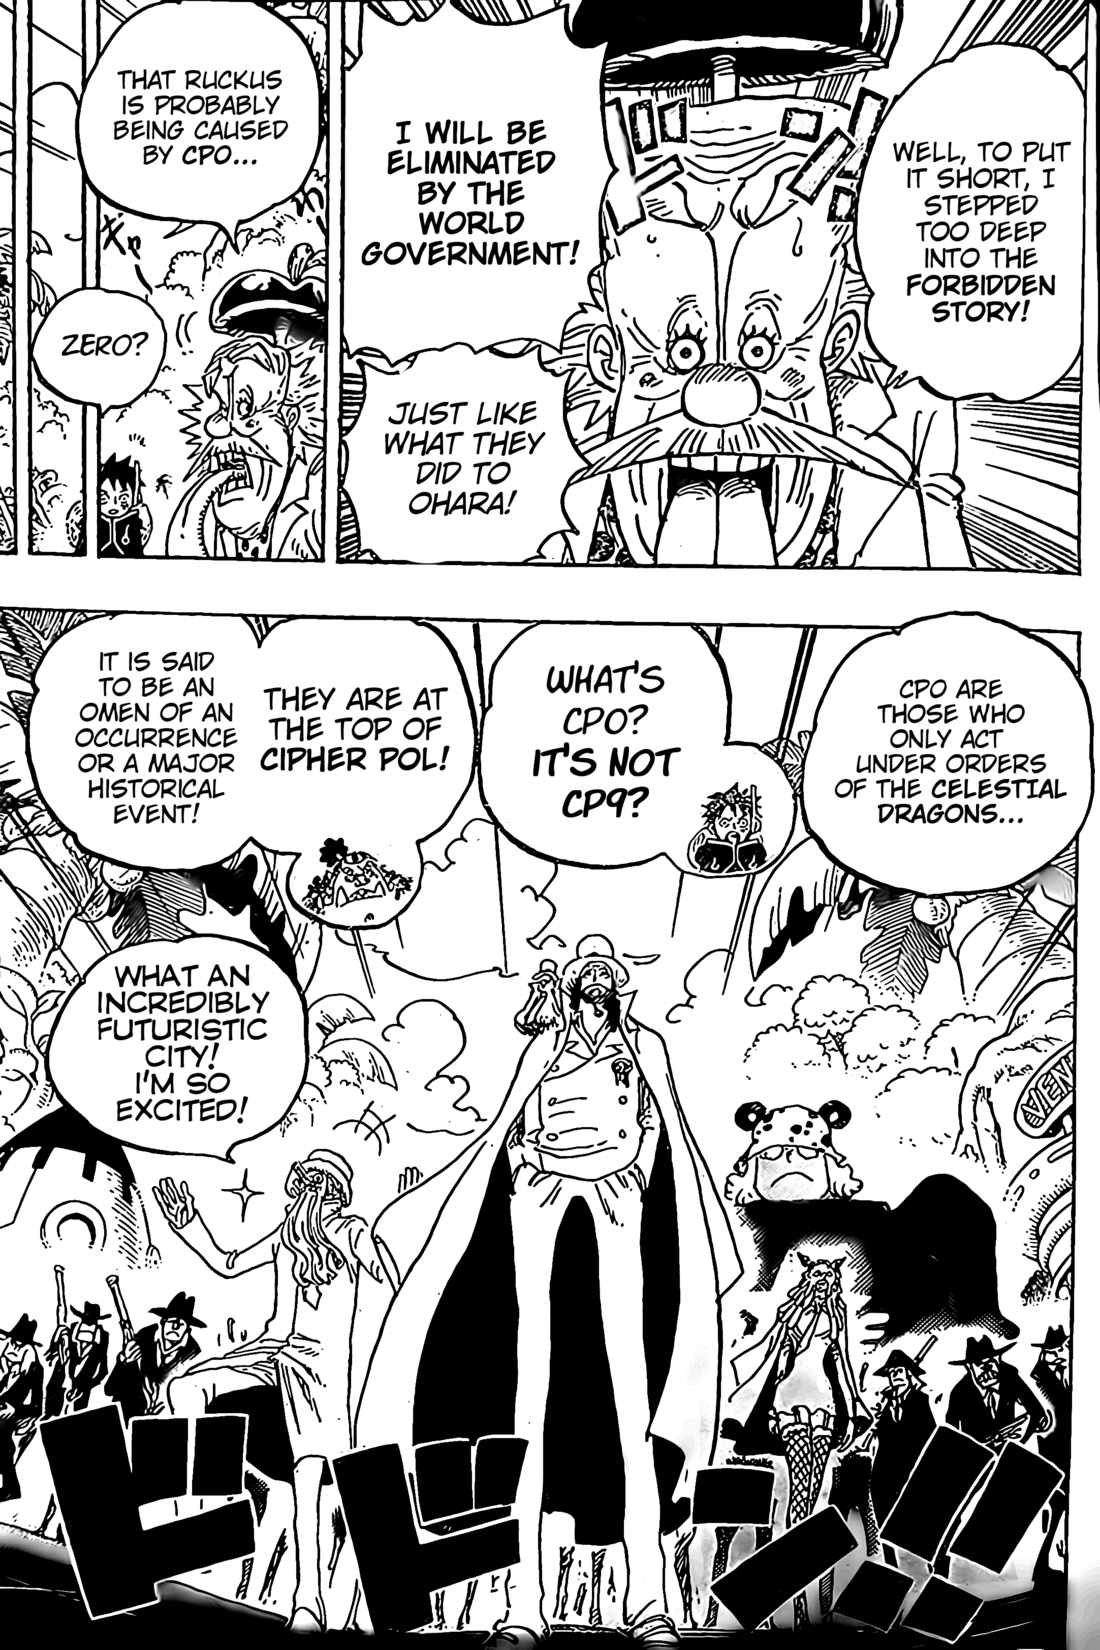 WELL, TO PUT
IT SHORT, I
STEPPED
TOO DEEP
INTO THE
FORBIDDEN
STORY!
I WILL BE
ELIMINATED
BY THE
WORLD
GOVERNMENT!
JUST LIKE
WHAT THEY
DID TO
OHARA!
THAT RUCKUS
IS PROBABLY
BEING CAUSED
BY CPO...
ZERO?
CPO ARE
THOSE WHO
ONLY ACT
UNDER ORDERS
OF THE CELESTIAL
DRAGONS...
WHAT'S
CPO?
IT'S NOT
CP9?
THEY ARE AT
THE TOP OF
CIPHER POL!
IT IS SAID
TO BE AN
OMEN OF AN
OCCURRENCE
OR A MAJOR
HISTORICAL
EVENT!
WHAT AN
INCREDIBLY
FUTURISTIC
CITY!
I'M SO
EXCITED!
ドドン